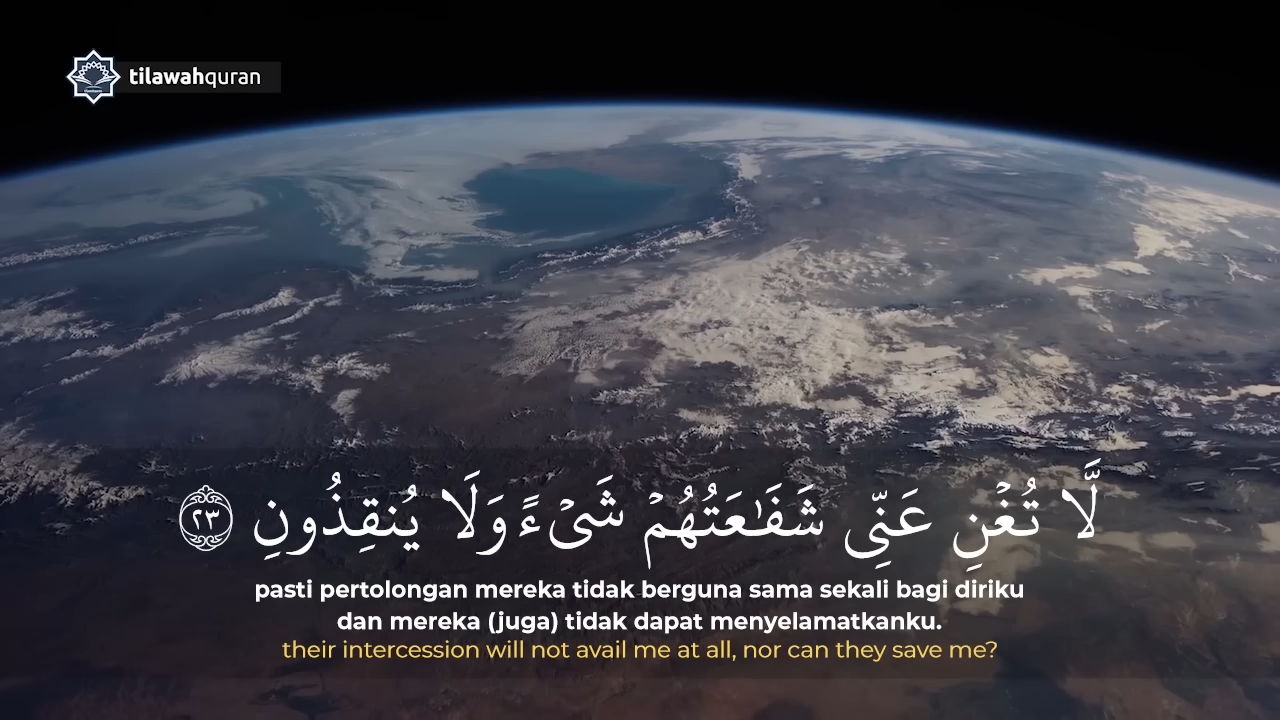 tilawahquran
لَّا تُغْنِ عَنِّى شَفَـٰعَتُهُمْ شَيْـًٔا وَلَا يُنقِذُونِ ٢٣
pasti pertolongan mereka tidak berguna sama sekali bagi diriku
dan mereka (juga) tidak dapat menyelamatkanku.
their intercession will not avail me at all, nor can they save me?